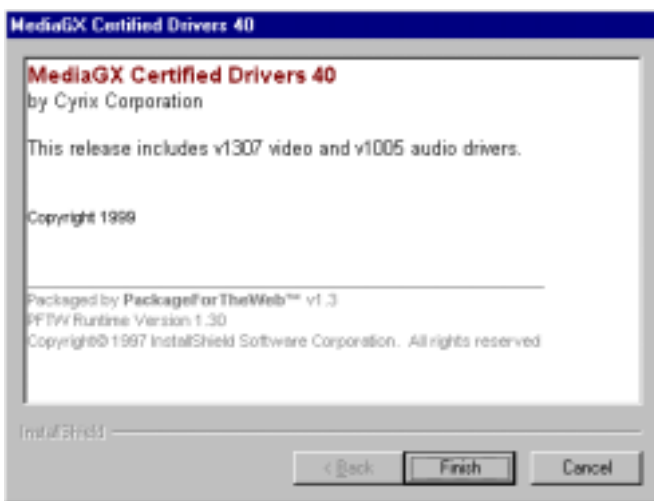 MediaGX Certified Drivers 40
MediaGX Certified Drivers 40
by Cyrix Corporation
This release includes v1307 video and v1005 audio drivers.
Copyright 1999
Packaged by PackageForTheWeb™ v1.3
PFTW Runtime Version 1.30
Copyright© 1997 InstallShield Software Corporation. All rights reserved
InstallShield
< Back
Finish
Cancel